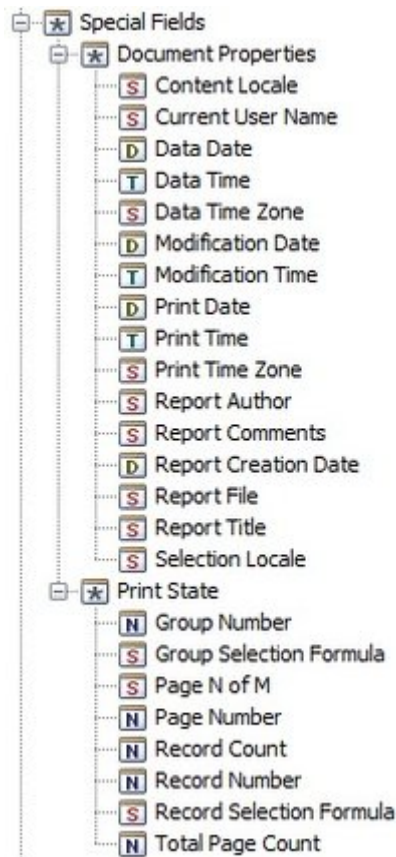 Special Fields
Document Properties
S Content Locale
S Current User Name
D Data Date
T Data Time
S Data Time Zone
D Modification Date
T Modification Time
D Print Date
T Print Time
S Print Time Zone
S Report Author
S Report Comments
D Report Creation Date
S Report File
S Report Title
S Selection Locale
Print State
N Group Number
S Group Selection Formula
S Page N of M
N Page Number
N Record Count
N Record Number
S Record Selection Formula
N Total Page Count